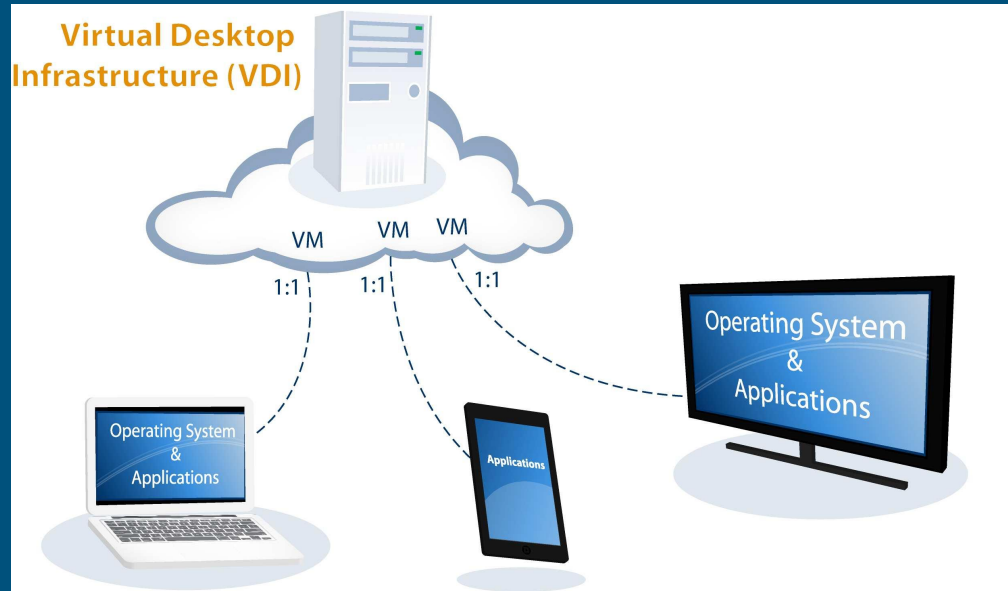 Virtual Desktop
Infrastructure (VDI)
VM
VM
VM
1:1
1:1
1:1
Operating System
&
Applications
Applications
Operating System
&
Applications